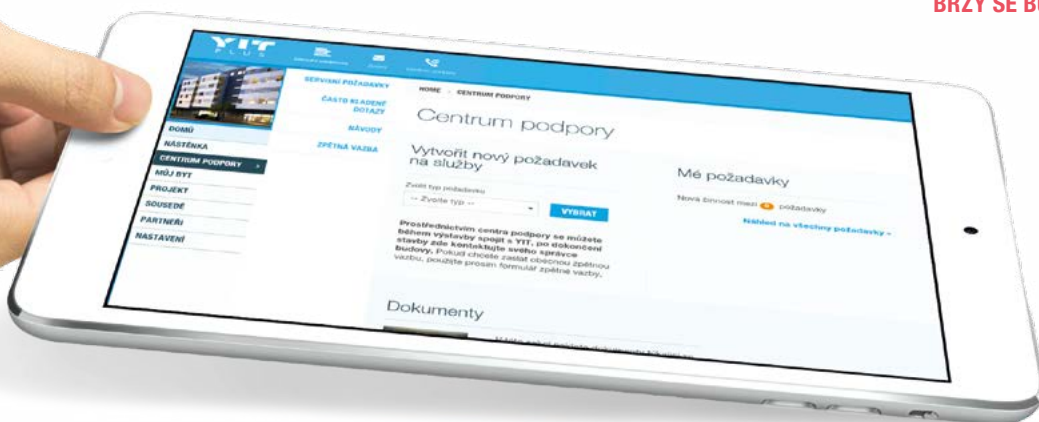 BRZY SE BU
YIT
PLUS
SERVISNÍ POŽADAVKY
ČASTO KLADENÉ
DOTAZY
NÁVODY
ZPĚTNÁ VAZBA
DOMŮ
NÁSTĚNKA
CENTRUM PODPORY
MŮJ BYT
PROJEKT
SOUSEDÉ
PARTNEŘI
NASTAVENÍ
HOME - CENTRUM PODPORY
Centrum podpory
Vytvořit nový požadavek
na služby
Zvolit typ požadavku
-- Zvolte typ --
VYBRAT
Prostřednictvím centra podpory se můžete
během výstavby spojit s YIT, po dokončení
stavby zde kontaktujte svého správce
budovy. Pokud chcete zaslat obecnou zpětnou
vazbu, použijte prosím formulář zpětné vazby.
Mé požadavky
Nová činnost mezi požadavky
Náhled na všechny požadavky
Dokumenty